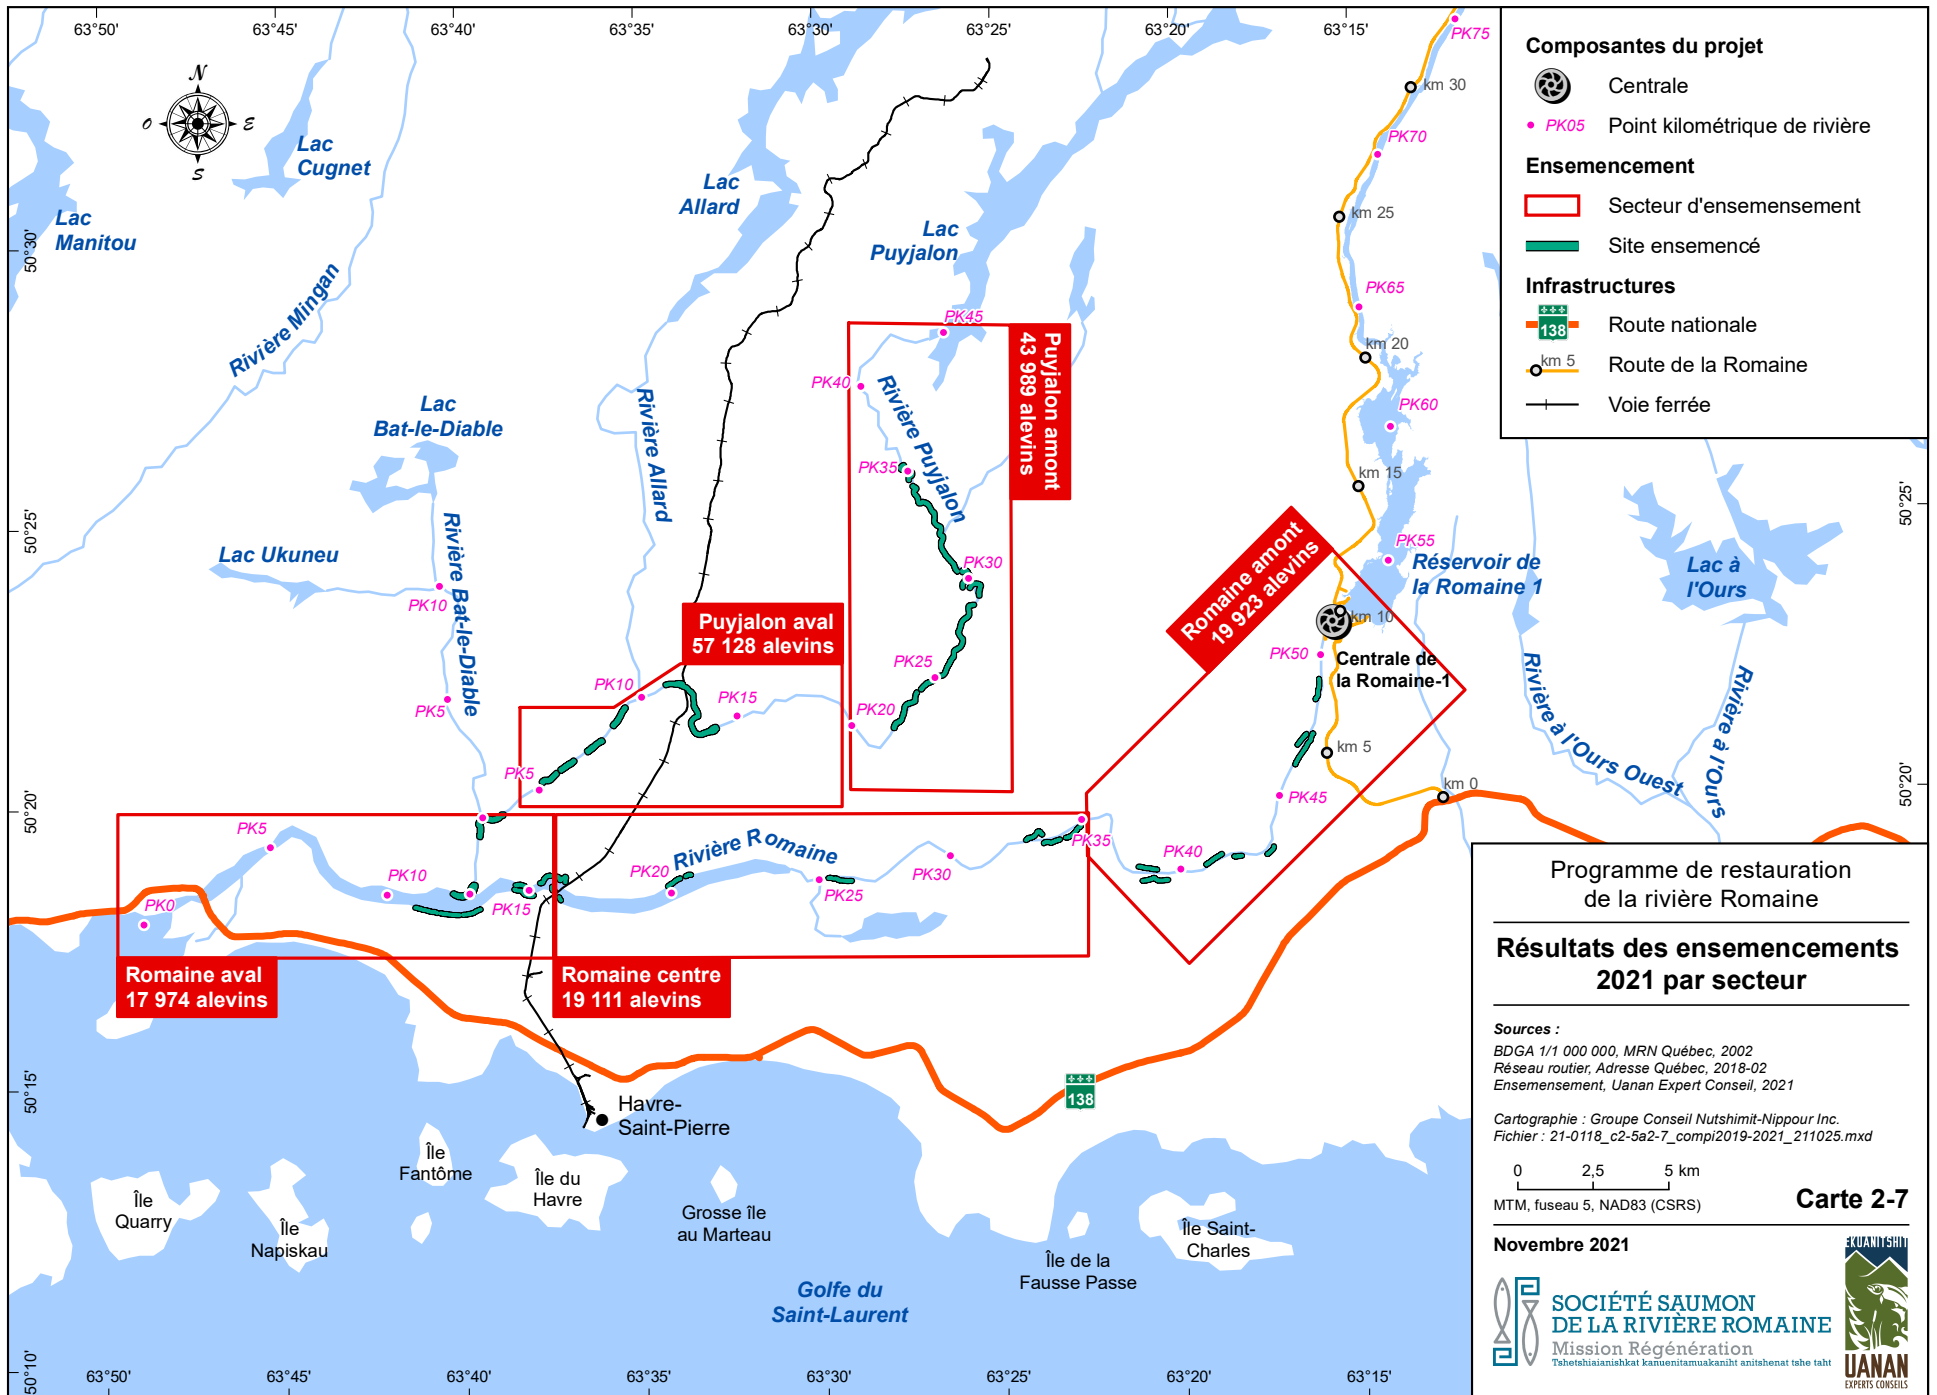 63°50'
63°45'
63°40'
63°35'
63°30'
63°25'
63°20'
63°15'
N
O
E
S
Lac
Cugnet
Lac
Manitou
Lac
Allard
Lac
Puyjalon
Rivière Mingan
Lac
Bat-le-Diable
Lac Ukuneu
Rivière Bat-le-Diable
Rivière Allard
Rivière Puyjalon
Rivière Romaine
Réservoir de
la Romaine 1
Lac à
l'Ours
Rivière à l'Ours Ouest
Rivière à l'Ours
Puyjalon amont
43 989 alevins
Puyjalon aval
57 128 alevins
Romaine amont
19 923 alevins
Romaine aval
17 974 alevins
Romaine centre
19 111 alevins
Centrale de
la Romaine-1
PK75
PK70
PK65
PK60
PK55
PK50
PK45
PK40
PK35
PK30
PK25
PK20
PK15
PK10
PK5
PK0
PK45
PK40
PK35
PK30
PK25
PK20
PK15
PK10
PK5
PK10
PK5
km 30
km 25
km 20
km 15
km 10
km 5
km 0
50°30'
50°25'
50°20'
50°15'
50°10'
50°25'
50°20'
138
Havre-
Saint-Pierre
Île
Quarry
Île
Napiskau
Île
Fantôme
Île du
Havre
Grosse île
au Marteau
Île de la
Fausse Passe
Île Saint-
Charles
Golfe du
Saint-Laurent
63°50'
63°45'
63°40'
63°35'
63°30'
63°25'
63°20'
63°15'
Composantes du projet
Centrale
PK05 Point kilométrique de rivière
Ensemencement
Secteur d'ensemensement
Site ensemencé
Infrastructures
138 Route nationale
km 5 Route de la Romaine
Voie ferrée
Programme de restauration
de la rivière Romaine
Résultats des ensemencements
2021 par secteur
Sources :
BDGA 1/1 000 000, MRN Québec, 2002
Réseau routier, Adresse Québec, 2018-02
Ensemensement, Uanan Expert Conseil, 2021
Cartographie : Groupe Conseil Nutshimit-Nippour Inc.
Fichier : 21-0118_c2-5a2-7_compi2019-2021_211025.mxd
0 2,5 5 km
MTM, fuseau 5, NAD83 (CSRS)
Carte 2-7
Novembre 2021
SOCIÉTÉ SAUMON
DE LA RIVIÈRE ROMAINE
Mission Régénération
Tshetshiaianishkat kanuenitamuakaniht anitshenat tshe taht
EKUANITSHIT
UANAN
EXPERTS CONSEILS